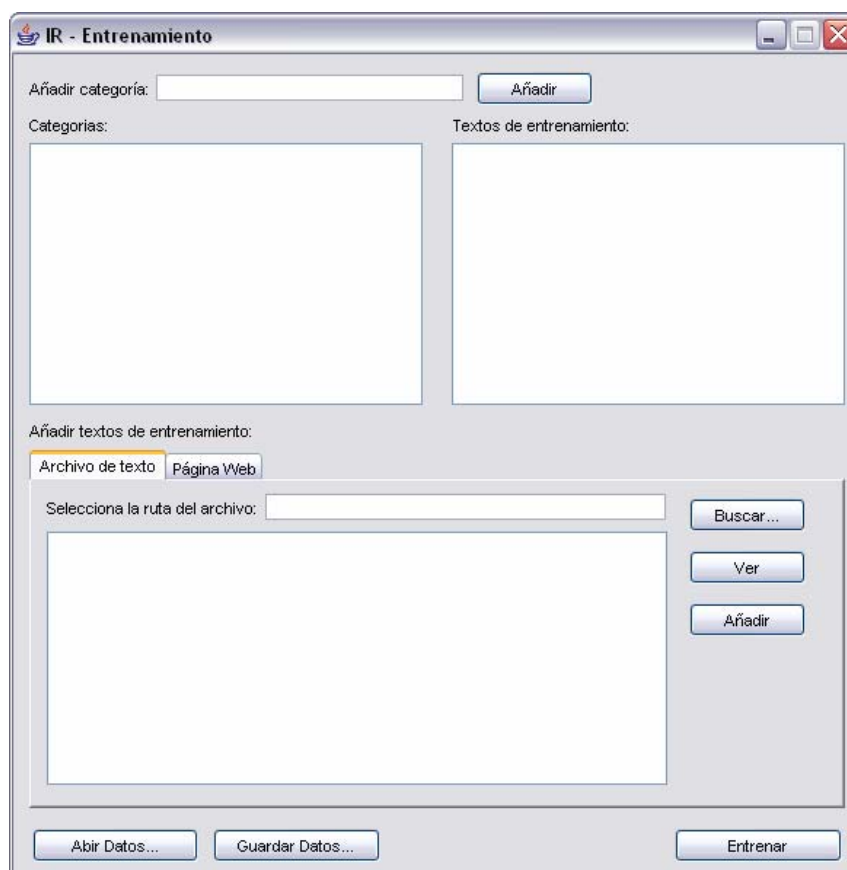 IR - Entrenamiento
Añadir categoría: Añadir
Categorias: Textos de entrenamiento:
Añadir textos de entrenamiento:
Archivo de texto Página Web
Selecciona la ruta del archivo: Buscar...
Ver
Añadir
Abir Datos... Guardar Datos... Entrenar